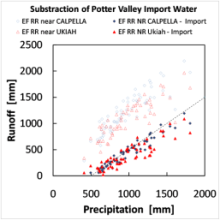 Substraction of Potter Valley Import Water
EF RR near CALPELLA
EF RR NR CALPELLA - Import
EF RR near UKIAH
EF RR NR Ukiah - Import
2500
2000
1500
1000
500
0
0 500 1000 1500 2000
Runoff [mm]
Precipitation [mm]